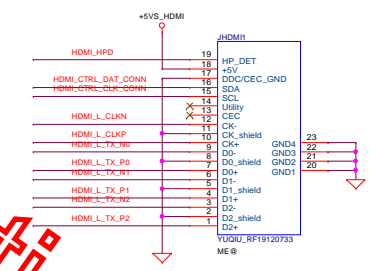 +5VS_HDMI
JHDMI1
HDMI_HPD 19 HP_DET
18 +5V
17 DDC/CEC_GND
HDMI_CTRL_DAT_CONN 16 SDA
HDMI_CTRL_CLK_CONN 15 SCL
14 Utility
13 CEC
HDMI_L_CLKN 12 CK-
11 CK_shield
HDMI_L_CLKP 10 CK+ GND4 23
HDMI_L_TX_N0 9 D0- GND3 22
8 D0_shield GND2 21
HDMI_L_TX_P0 7 D0+ GND1 20
HDMI_L_TX_N1 6 D1-
5 D1_shield
HDMI_L_TX_P1 4 D1+
HDMI_L_TX_N2 3 D2-
2 D2_shield
HDMI_L_TX_P2 1 D2+
YUQIU_RF19120733
ME@